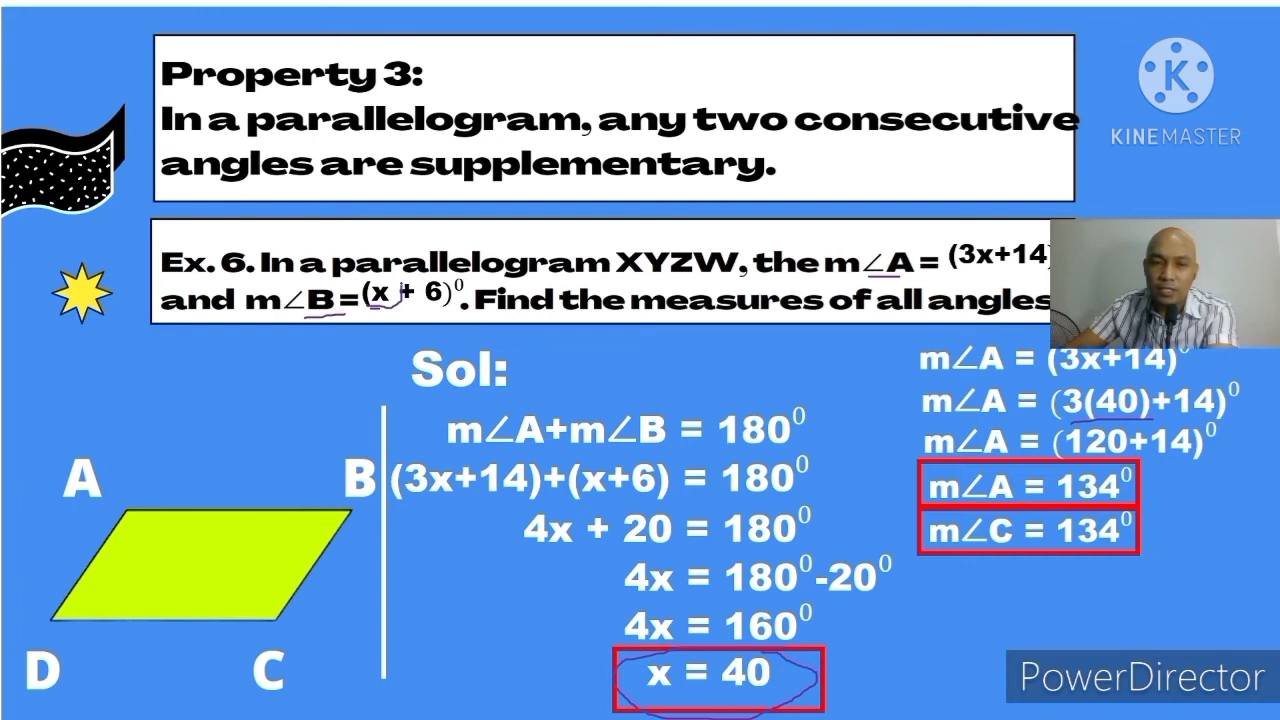 Property 3:
In a parallelogram, any two consecutive
angles are supplementary.
K
KINEMASTER
Ex. 6. In a parallelogram XYZW, the m∠A = (3x+14)
and m∠B = (x + 6)⁰. Find the measures of all angles
Sol:
m∠A+m∠B = 180⁰
(3x+14)+(x+6) = 180⁰
4x + 20 = 180⁰
4x = 180⁰-20⁰
4x = 160⁰
x = 40
m∠A = (3x+14)⁰
m∠A = (3(40)+14)⁰
m∠A = (120+14)⁰
m∠A = 134⁰
m∠C = 134⁰
A
B
D
C
PowerDirector